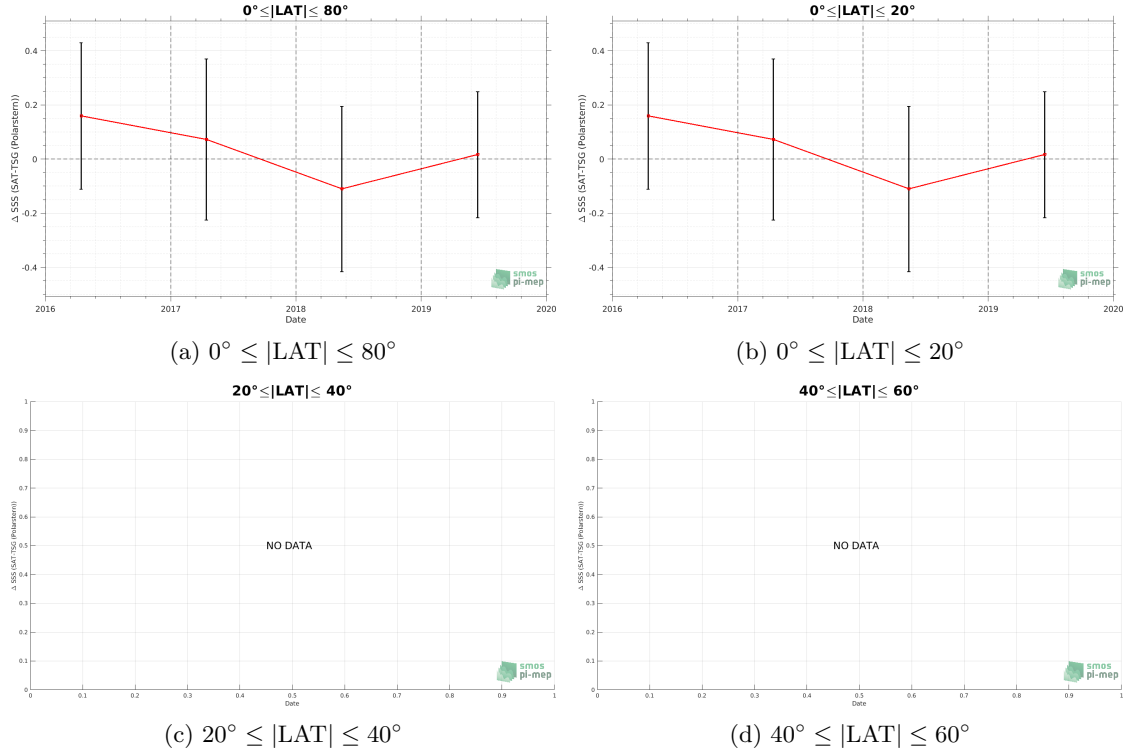 0°≤|LAT|≤ 80°
0.4
0.2
0
-0.2
-0.4
Δ SSS (SAT-TSG (Polarstern))
2016 2017 2018 2019 2020
Date
smos
pi-mep
(a) 0° ≤ |LAT| ≤ 80°
0°≤|LAT|≤ 20°
0.4
0.2
0
-0.2
-0.4
Δ SSS (SAT-TSG (Polarstern))
2016 2017 2018 2019 2020
Date
smos
pi-mep
(b) 0° ≤ |LAT| ≤ 20°
20°≤|LAT|≤ 40°
1
0.9
0.8
0.7
0.6
0.5
0.4
0.3
0.2
0.1
0
Δ SSS (SAT-TSG (Polarstern))
NO DATA
0 0.1 0.2 0.3 0.4 0.5 0.6 0.7 0.8 0.9 1
Date
smos
pi-mep
(c) 20° ≤ |LAT| ≤ 40°
40°≤|LAT|≤ 60°
1
0.9
0.8
0.7
0.6
0.5
0.4
0.3
0.2
0.1
0
Δ SSS (SAT-TSG (Polarstern))
NO DATA
0 0.1 0.2 0.3 0.4 0.5 0.6 0.7 0.8 0.9 1
Date
smos
pi-mep
(d) 40° ≤ |LAT| ≤ 60°